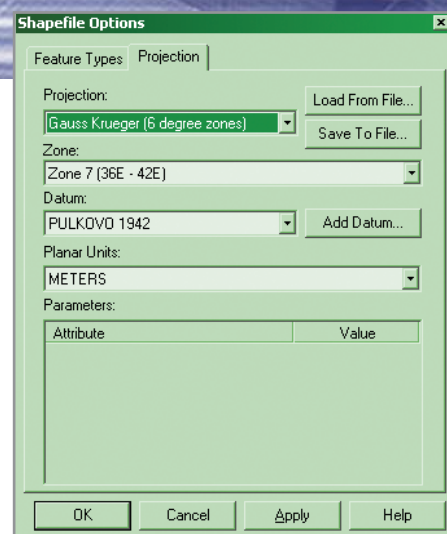 Shapefile Options
Feature Types Projection
Projection:
Load From File...
Gauss Krueger (6 degree zones)
Save To File...
Zone:
Zone 7 (36E - 42E)
Datum:
PULKOVO 1942
Add Datum...
Planar Units:
METERS
Parameters:
Attribute Value
OK Cancel Apply Help